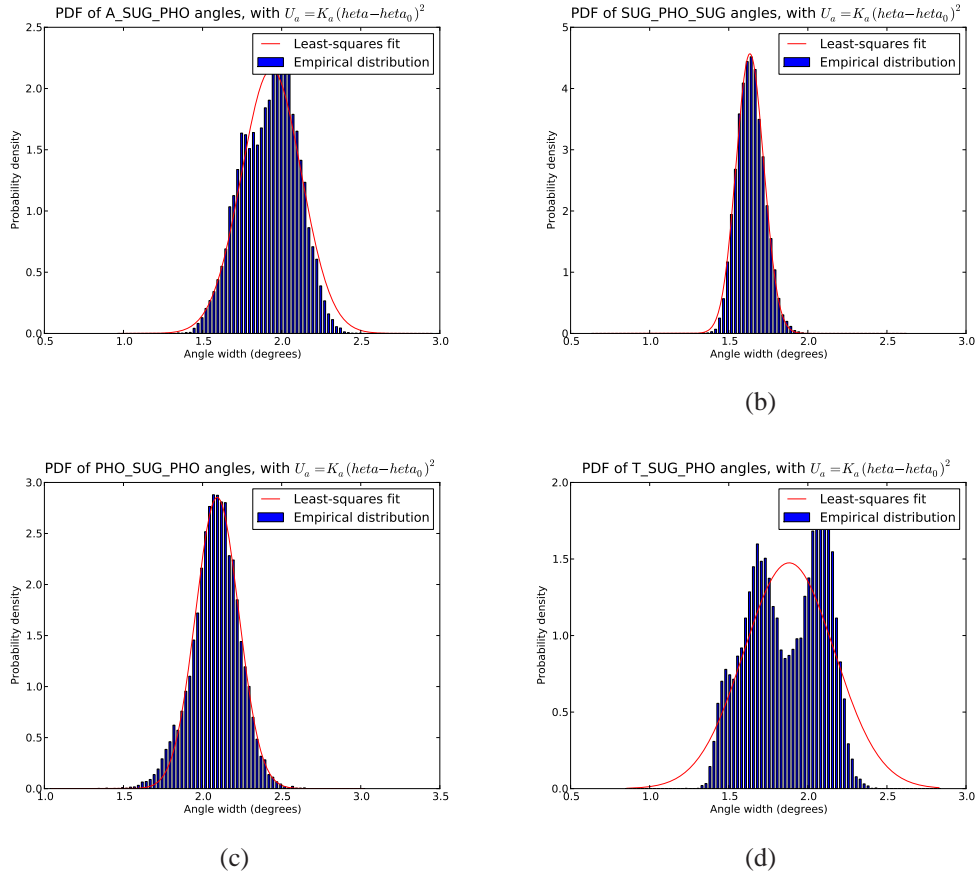 PDF of A_SUG_PHO angles, with U_a = K_a(heta−heta_0)^2
Least-squares fit
Empirical distribution
Probability density
2.5
2.0
1.5
1.0
0.5
0.0
0.5 1.0 1.5 2.0 2.5 3.0
Angle width (degrees)
PDF of SUG_PHO_SUG angles, with U_a = K_a(heta−heta_0)^2
Least-squares fit
Empirical distribution
Probability density
5
4
3
2
1
0
0.5 1.0 1.5 2.0 2.5 3.0
Angle width (degrees)
(b)
PDF of PHO_SUG_PHO angles, with U_a = K_a(heta−heta_0)^2
Least-squares fit
Empirical distribution
Probability density
3.0
2.5
2.0
1.5
1.0
0.5
0.0
1.0 1.5 2.0 2.5 3.0 3.5
Angle width (degrees)
(c)
PDF of T_SUG_PHO angles, with U_a = K_a(heta−heta_0)^2
Least-squares fit
Empirical distribution
Probability density
2.0
1.5
1.0
0.5
0.0
0.5 1.0 1.5 2.0 2.5 3.0
Angle width (degrees)
(d)